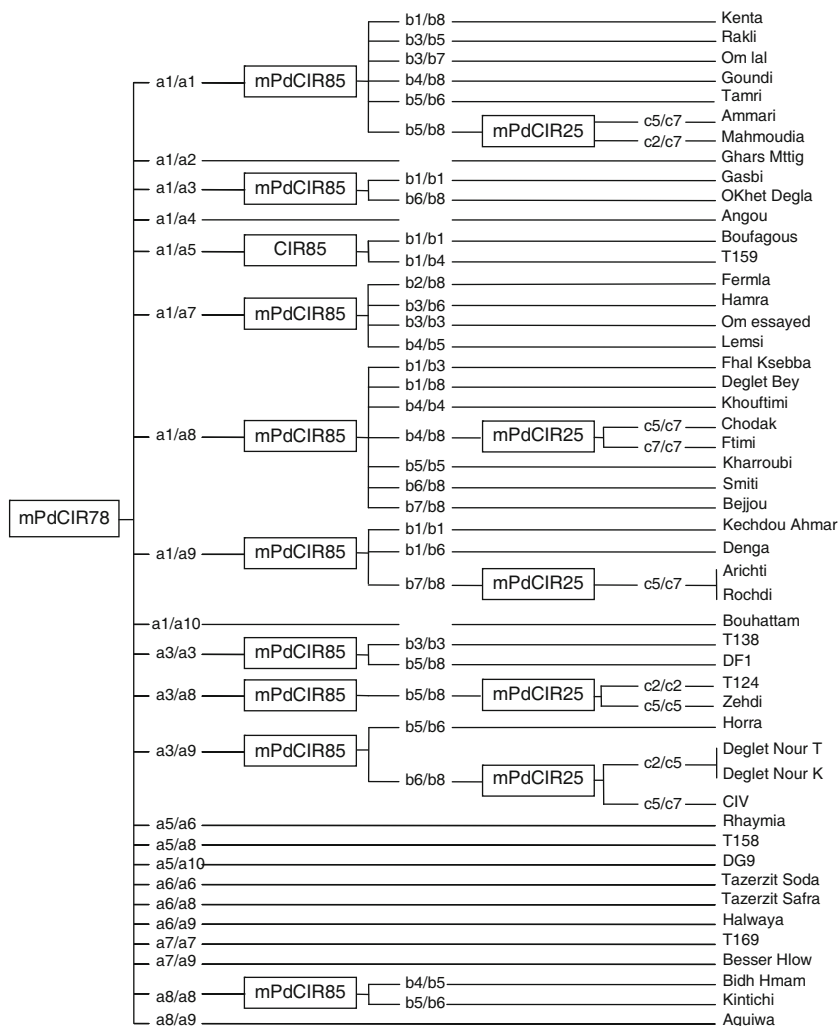 b1/b8 Kenta
b3/b5 Rakli
b3/b7 Om lal
a1/a1 mPdCIR85 b4/b8 Goundi
b5/b6 Tamri
b5/b8 mPdCIR25 c5/c7 Ammari
c2/c7 Mahmoudia
a1/a2 Ghars Mttig
a1/a3 mPdCIR85 b1/b1 Gasbi
b6/b8 OKhet Degla
a1/a4 Angou
a1/a5 CIR85 b1/b1 Boufagous
b1/b4 T159
b2/b8 Fermla
a1/a7 mPdCIR85 b3/b6 Hamra
b3/b3 Om essayed
b4/b5 Lemsi
b1/b3 Fhal Ksebba
b1/b8 Deglet Bey
b4/b4 Khouftimi
a1/a8 mPdCIR85 b4/b8 mPdCIR25 c5/c7 Chodak
c7/c7 Ftimi
b5/b5 Kharroubi
b6/b8 Smiti
mPdCIR78 b7/b8 Bejjou
b1/b1 Kechdou Ahmar
a1/a9 mPdCIR85 b1/b6 Denga
b7/b8 mPdCIR25 c5/c7 Arichti
Rochdi
a1/a10 Bouhattam
a3/a3 mPdCIR85 b3/b3 T138
b5/b8 DF1
a3/a8 mPdCIR85 b5/b8 mPdCIR25 c2/c2 T124
c5/c5 Zehdi
b5/b6 Horra
a3/a9 mPdCIR85 c2/c5 Deglet Nour T
b6/b8 mPdCIR25 Deglet Nour K
c5/c7 CIV
a5/a6 Rhaymia
a5/a8 T158
a5/a10 DG9
a6/a6 Tazerzit Soda
a6/a8 Tazerzit Safra
a6/a9 Halwaya
a7/a7 T169
a7/a9 Besser Hlow
a8/a8 mPdCIR85 b4/b5 Bidh Hmam
b5/b6 Kintichi
a8/a9 Aguiwa